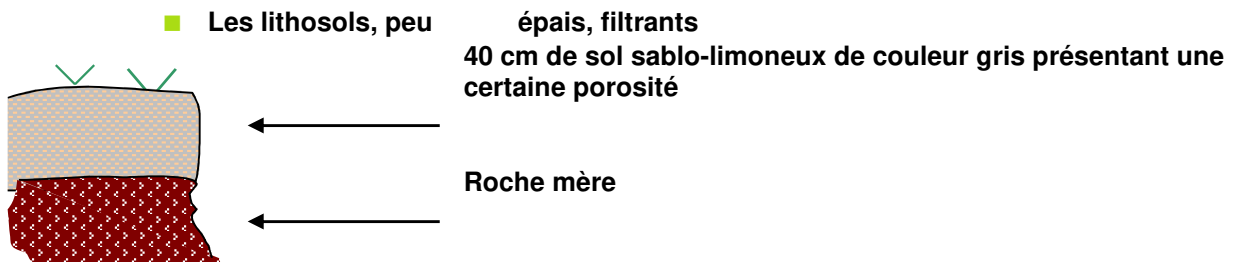 Les lithosols, peu épais, filtrants
40 cm de sol sablo-limoneux de couleur gris présentant une
certaine porosité
Roche mère